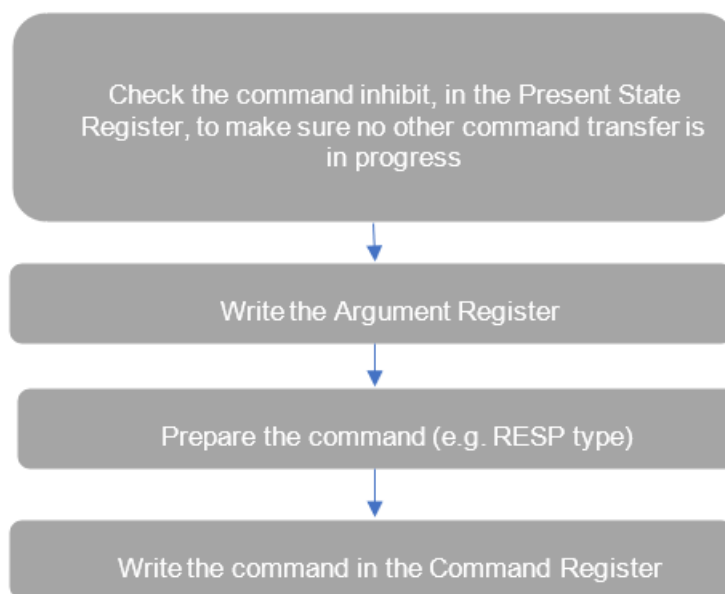 Check the command inhibit, in the Present State
Register, to make sure no other command transfer is
in progress
Write the Argument Register
Prepare the command (e.g. RESP type)
Write the command in the Command Register